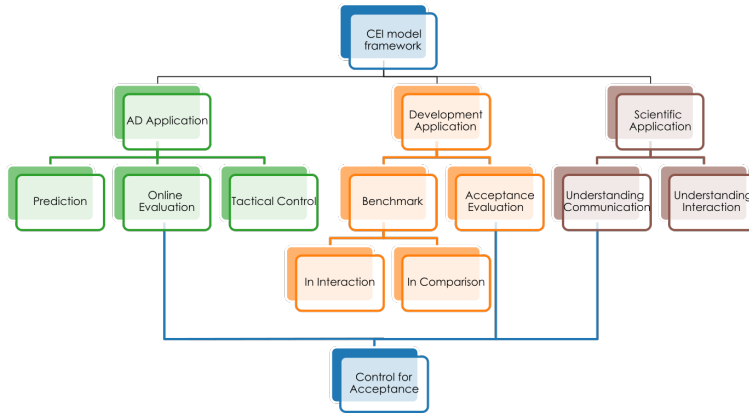 CEI model
framework
AD Application
Development
Application
Scientific
Application
Prediction
Online
Evaluation
Tactical Control
Benchmark
Acceptance
Evaluation
Understanding
Communication
Understanding
Interaction
In Interaction
In Comparison
Control for
Acceptance